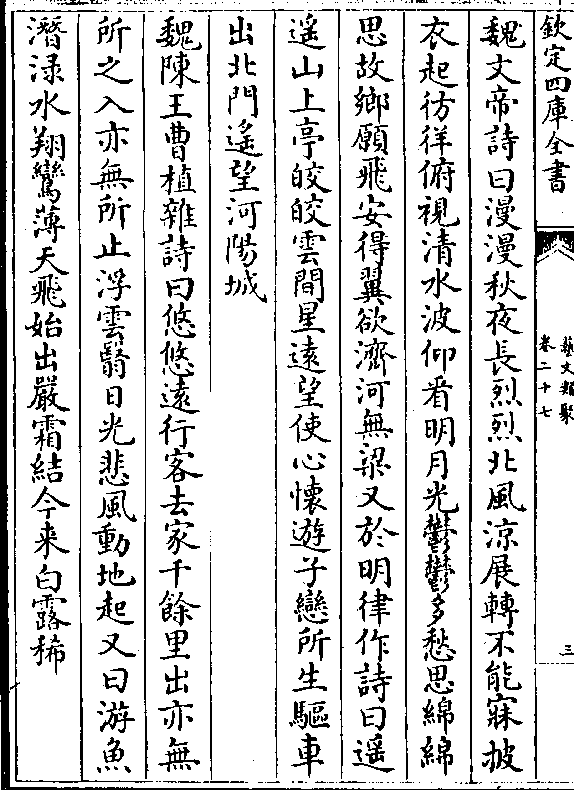 欽定四庫全書
藝文類聚
卷二十七
三
魏文帝詩曰漫漫秋夜長烈烈北風涼展轉不能寐披
衣起彷徉俯視清水波仰看明月光鬱鬱多愁思綿綿
思故鄉願飛安得翼欲濟河無梁又於明律作詩曰遥
遥山上亭皎皎雲間星遠望使心懷遊子戀所生驅車
出北門遙望河陽城
魏陳王曹植雜詩曰悠悠遠行客去家千餘里出亦無
所之入亦無所止浮雲翳日光悲風動地起又曰游魚
潛渌水翔鸞薄天飛始出嚴霜結今来白露稀